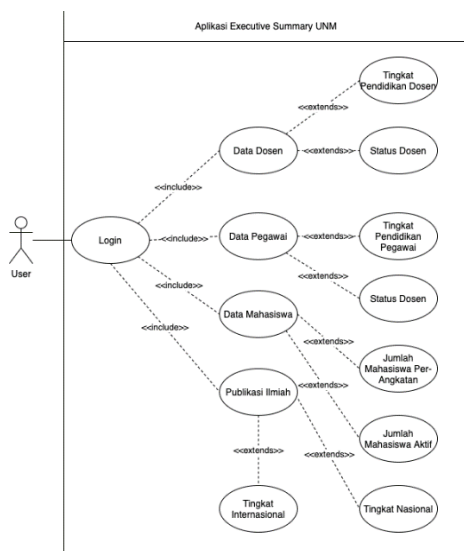 Aplikasi Executive Summary UNM
Tingkat
Pendidikan Dosen
<<extends>>
Data Dosen
<<extends>>
Status Dosen
<<include>>
User
Login
<<include>>
Data Pegawai
<<extends>>
Tingkat
Pendidikan
Pegawai
<<extends>>
Status Dosen
<<include>>
Data Mahasiswa
<<include>>
<<extends>>
Jumlah
Mahasiswa Per-
Angkatan
<<extends>>
Publikasi Ilmiah
Jumlah
Mahasiswa Aktif
<<extends>>
<<extends>>
Tingkat
Internasional
Tingkat Nasional